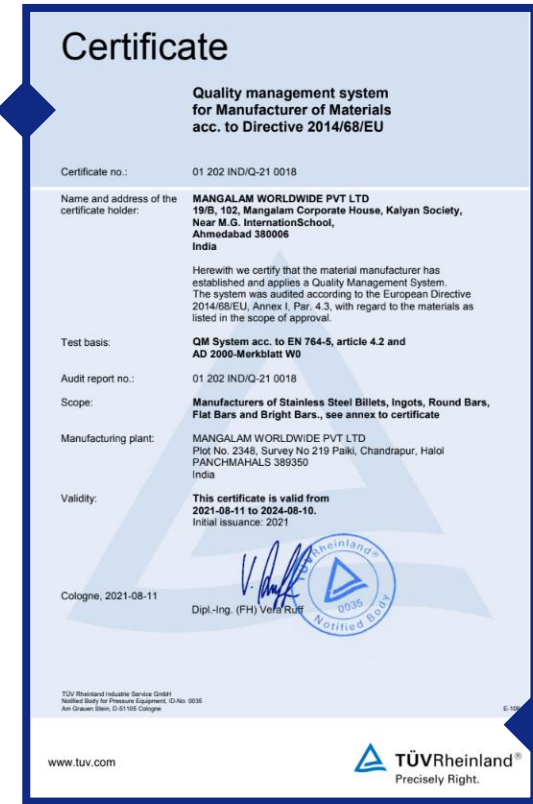 Certificate
Quality management system
for Manufacturer of Materials
acc. to Directive 2014/68/EU
Certificate no.: 01 202 IND/Q-21 0018
Name and address of the MANGALAM WORLDWIDE PVT LTD
certificate holder: 19/B, 102, Mangalam Corporate House, Kalyan Society,
Near M.G. InternationSchool,
Ahmedabad 380006
India
Herewith we certify that the material manufacturer has
established and applies a Quality Management System.
The system was audited according to the European Directive
2014/68/EU, Annex I, Par. 4.3, with regard to the materials as
listed in the scope of approval.
Test basis: QM System acc. to EN 764-5, article 4.2 and
AD 2000-Merkblatt W0
Audit report no.: 01 202 IND/Q-21 0018
Scope: Manufacturers of Stainless Steel Billets, Ingots, Round Bars,
Flat Bars and Bright Bars., see annex to certificate
Manufacturing plant: MANGALAM WORLDWIDE PVT LTD
Plot No. 2348, Survey No 219 Paiki, Chandrapur, Halol
PANCHMAHALS 389350
India
Validity: This certificate is valid from
2021-08-11 to 2024-08-10.
Initial issuance: 2021
TÜVRheinland®
0035
Notified Body
Cologne, 2021-08-11
Dipl.-Ing. (FH) Vera Ruff
TÜV Rheinland Industrie Service GmbH
Notified Body for Pressure Equipment, ID-No. 0035
Am Grauen Stein, D-51105 Cologne
www.tuv.com
TÜVRheinland®
Precisely Right.